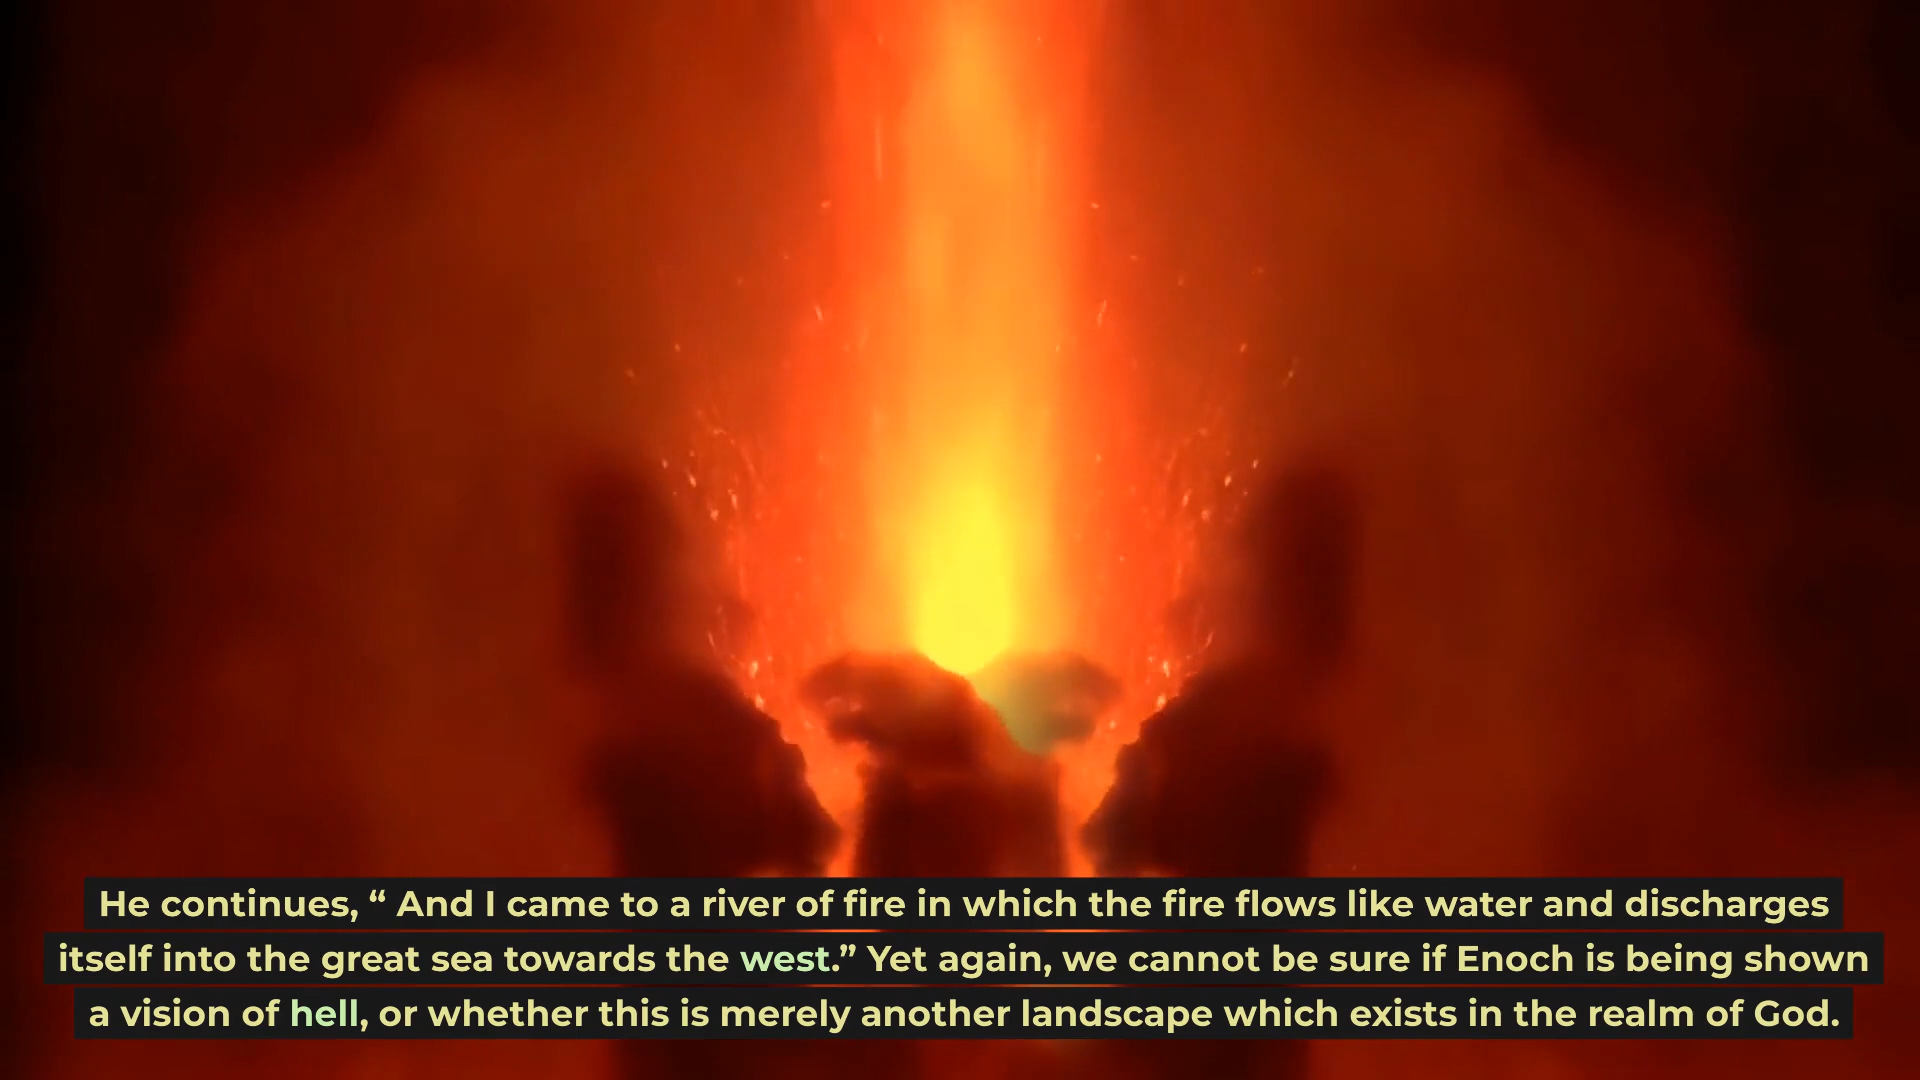 He continues, “ And I came to a river of fire in which the fire flows like water and discharges
itself into the great sea towards the west.” Yet again, we cannot be sure if Enoch is being shown
a vision of hell, or whether this is merely another landscape which exists in the realm of God.